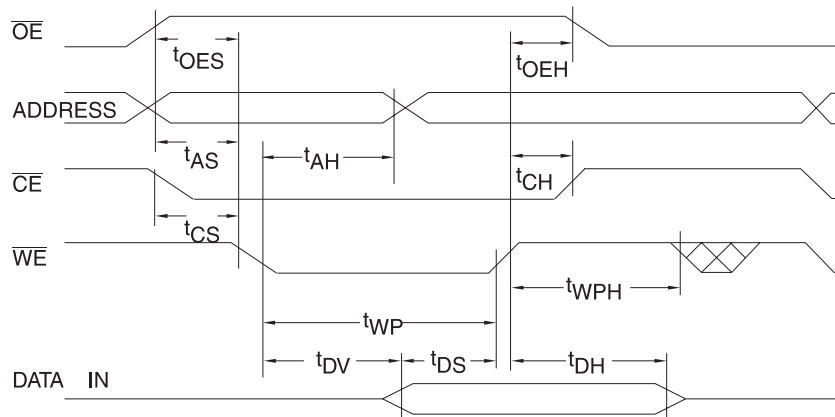 OE
tOES
tOEH
ADDRESS
tAS
tAH
CE
tCH
tCS
WE
tWPH
tWP
tDV
tDS
tDH
DATA IN